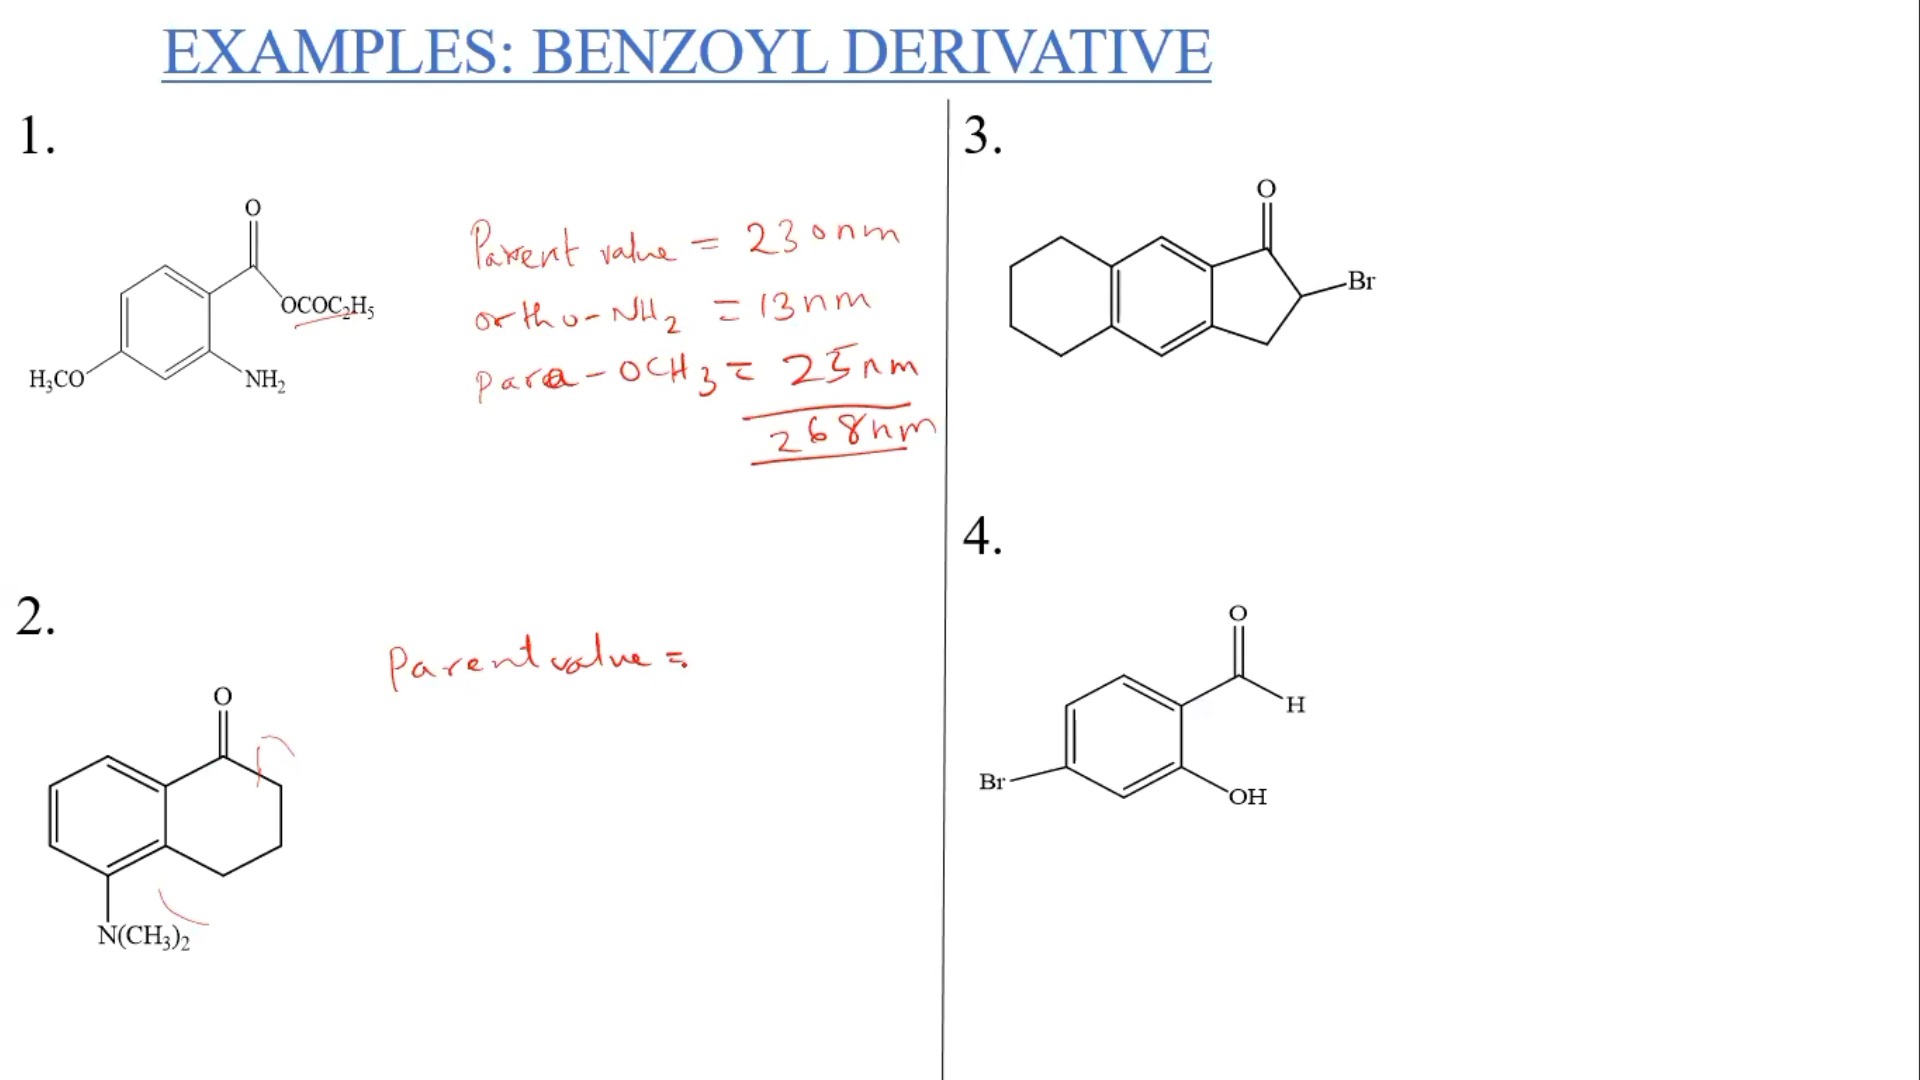 EXAMPLES: BENZOYL DERIVATIVE
1.
O
OCOC₂H₅
H₃CO
NH₂
Parent value = 230nm
ortho-NH₂ = 13nm
para-OCH₃ = 25nm
268nm
2.
Parent value =
O
N(CH₃)₂
3.
O
Br
4.
O
H
Br
OH